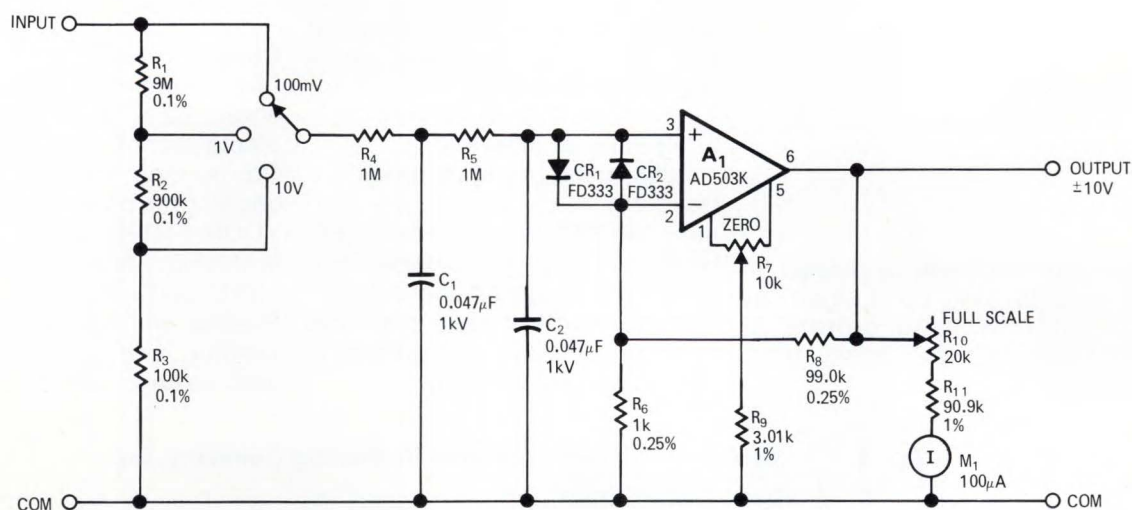 INPUT
R1
9M
0.1%
100mV
1V
R2
900k
0.1%
10V
R4
1M
R5
1M
CR1
FD333
CR2
FD333
3
+
A1
AD503K
6
5
−
2
1
ZERO
R7
10k
OUTPUT
±10V
C1
0.047μF
1kV
C2
0.047μF
1kV
R3
100k
0.1%
R6
1k
0.25%
R8
99.0k
0.25%
R9
3.01k
1%
FULL SCALE
R10
20k
R11
90.9k
1%
I
M1
100μA
COM
COM